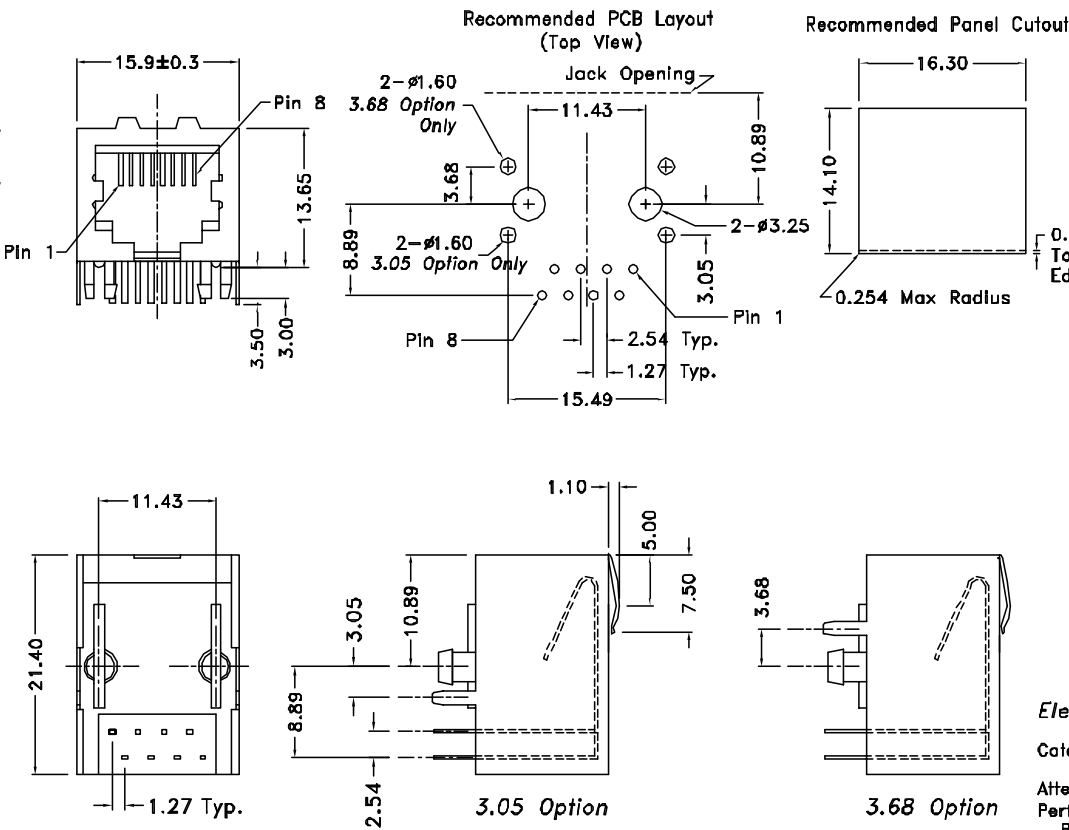 Recommended PCB Layout
(Top View)
Recommended Panel Cutout
15.9±0.3
Pin 8
13.65
Pin 1
3.50
3.00
Jack Opening
2-ø1.60
3.68 Option
Only
11.43
10.89
3.68
8.89
2-ø3.25
2-ø1.60
3.05 Option Only
3.05
Pin 1
Pin 8
2.54 Typ.
1.27 Typ.
15.49
16.30
14.10
0.
0.254 Max Radius
11.43
21.40
1.27 Typ.
1.10
5.00
7.50
10.89
3.05
8.89
2.54
3.05 Option
3.68
3.68 Option